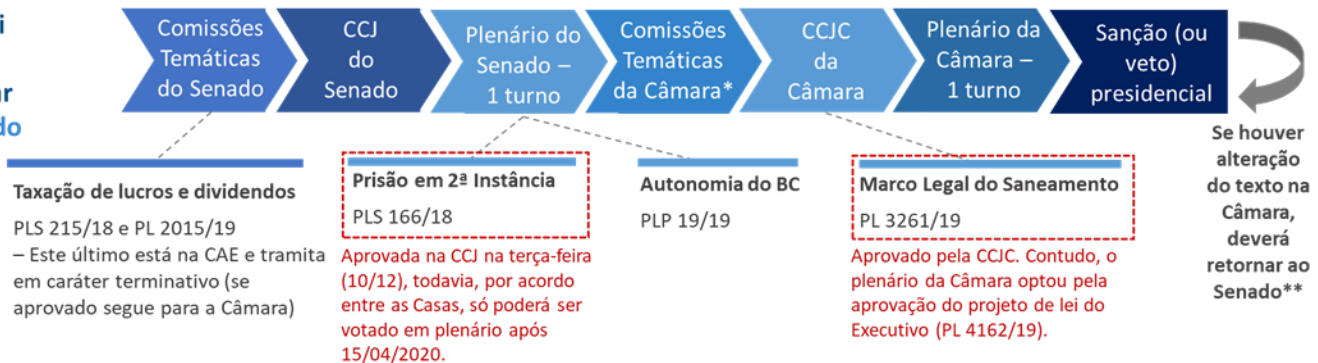 i
ar
do
Comissões
Temáticas
do Senado
CCJ
do
Senado
Plenário do
Senado –
1 turno
Comissões
Temáticas
da Câmara*
CCJC
da
Câmara
Plenário da
Câmara –
1 turno
Sanção (ou
veto)
presidencial
Se houver
alteração
do texto na
Câmara,
deverá
retornar ao
Senado**
Taxação de lucros e dividendos
PLS 215/18 e PL 2015/19
– Este último está na CAE e tramita
em caráter terminativo (se
aprovado segue para a Câmara)
Prisão em 2ª Instância
PLS 166/18
Aprovada na CCJ na terça-feira
(10/12), todavia, por acordo
entre as Casas, só poderá ser
votado em plenário após
15/04/2020.
Autonomia do BC
PLP 19/19
Marco Legal do Saneamento
PL 3261/19
Aprovado pela CCJC. Contudo, o
plenário da Câmara optou pela
aprovação do projeto de lei do
Executivo (PL 4162/19).